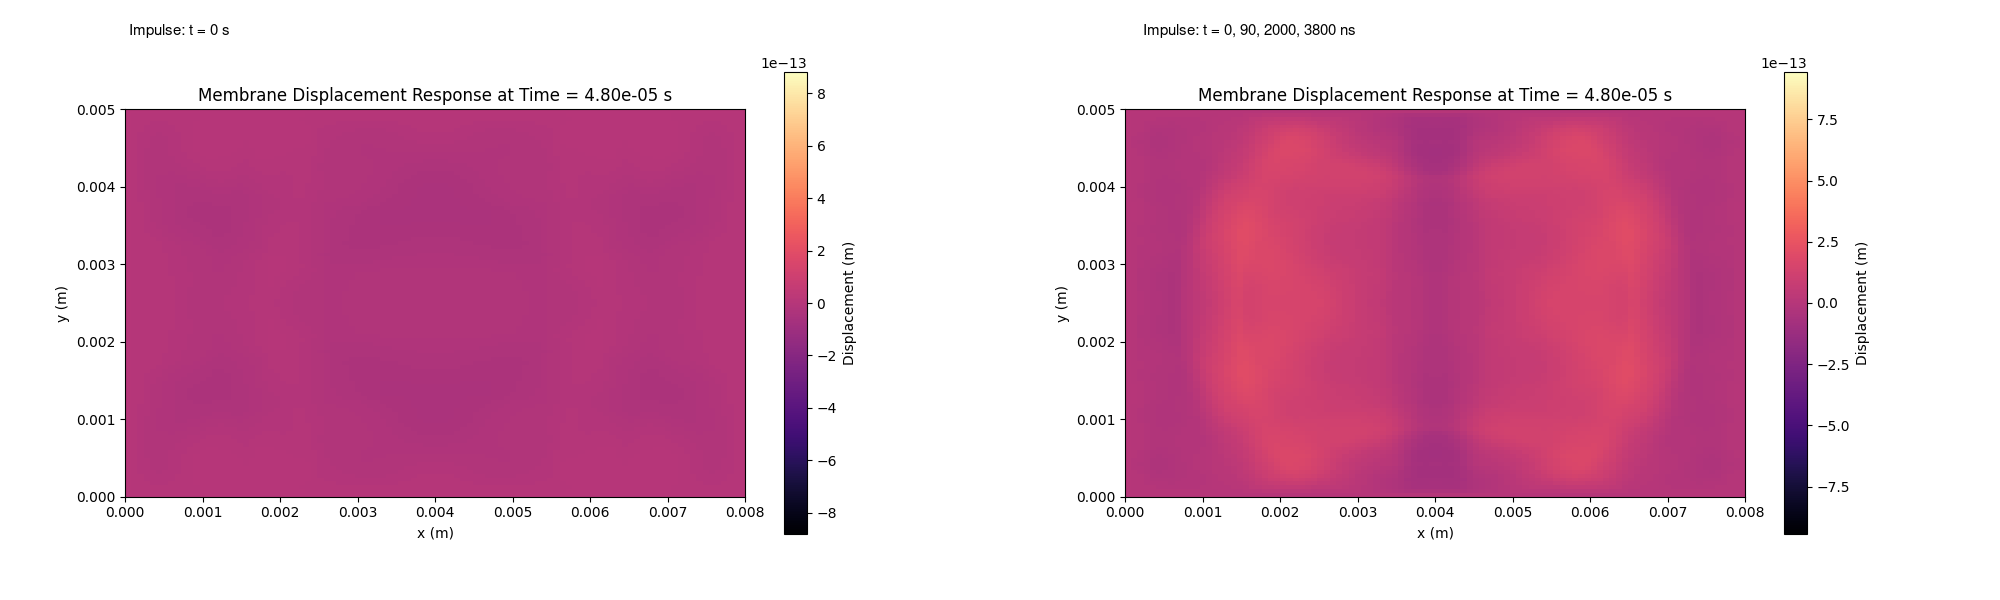 Impulse: t = 0 s
1e−13
Membrane Displacement Response at Time = 4.80e-05 s
0.005
0.004
0.003
0.002
0.001
0.000
y (m)
0.000 0.001 0.002 0.003 0.004 0.005 0.006 0.007 0.008
x (m)
8
6
4
2
0
−2
−4
−6
−8
Displacement (m)
Impulse: t = 0, 90, 2000, 3800 ns
1e−13
Membrane Displacement Response at Time = 4.80e-05 s
0.005
0.004
0.003
0.002
0.001
0.000
y (m)
0.000 0.001 0.002 0.003 0.004 0.005 0.006 0.007 0.008
x (m)
7.5
5.0
2.5
0.0
−2.5
−5.0
−7.5
Displacement (m)